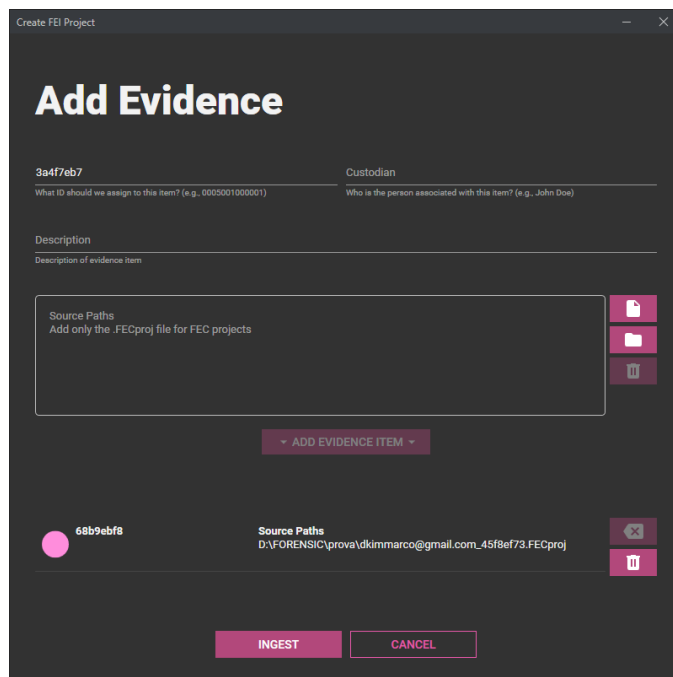 Create FEI Project
Add Evidence
3a4f7eb7
Custodian
What ID should we assign to this item? (e.g., 0005001000001)
Who is the person associated with this item? (e.g., John Doe)
Description
Description of evidence item
Source Paths
Add only the .FECproj file for FEC projects
ADD EVIDENCE ITEM
68b9ebf8
Source Paths
D:\FORENSIC\prova\dkimmarco@gmail.com_45f8ef73.FECproj
INGEST
CANCEL